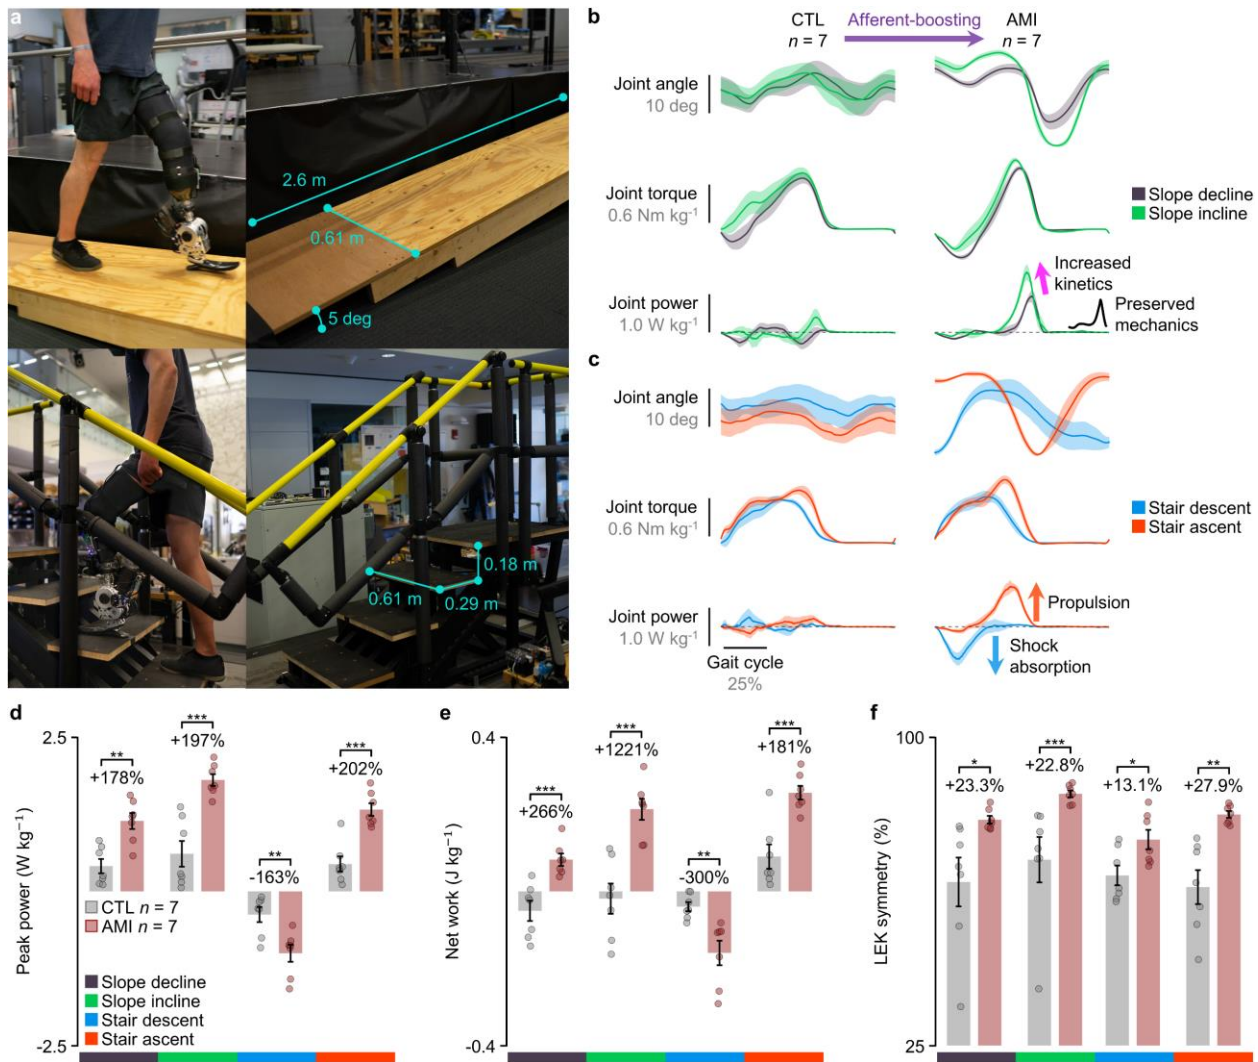 a
2.6 m
0.61 m
5 deg
0.18 m
0.61 m
0.29 m
b
CTL
n = 7
Afferent-boosting
AMI
n = 7
Joint angle
10 deg
Joint torque
0.6 Nm kg⁻¹
Slope decline
Slope incline
Joint power
1.0 W kg⁻¹
Increased
kinetics
Preserved
mechanics
c
Joint angle
10 deg
Joint torque
0.6 Nm kg⁻¹
Stair descent
Stair ascent
Joint power
1.0 W kg⁻¹
Propulsion
Shock
absorption
Gait cycle
25%
d
Peak power (W kg⁻¹)
2.5
-2.5
**
+178%
***
+197%
**
-163%
***
+202%
CTL n = 7
AMI n = 7
Slope decline
Slope incline
Stair descent
Stair ascent
e
Net work (J kg⁻¹)
0.4
-0.4
***
+266%
***
+1221%
**
-300%
***
+181%
f
LEK symmetry (%)
100
25
*
+23.3%
***
+22.8%
*
+13.1%
**
+27.9%